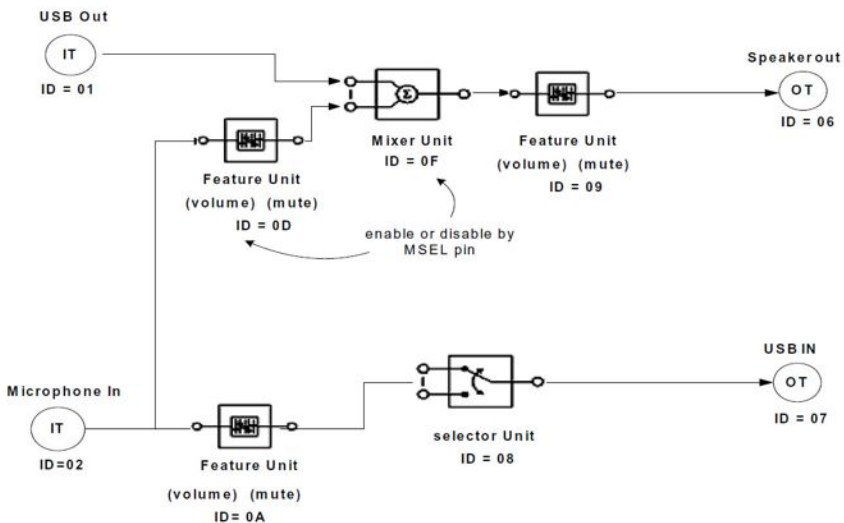 USB Out
IT
ID = 01
Speakerout
OT
ID = 06
Σ
Mixer Unit
ID = 0F
Feature Unit
(volume) (mute)
ID = 09
Feature Unit
(volume) (mute)
ID = 0D
enable or disable by
MSEL pin
USB IN
OT
ID = 07
Microphone In
IT
ID=02
selector Unit
ID = 08
Feature Unit
(volume) (mute)
ID= 0A